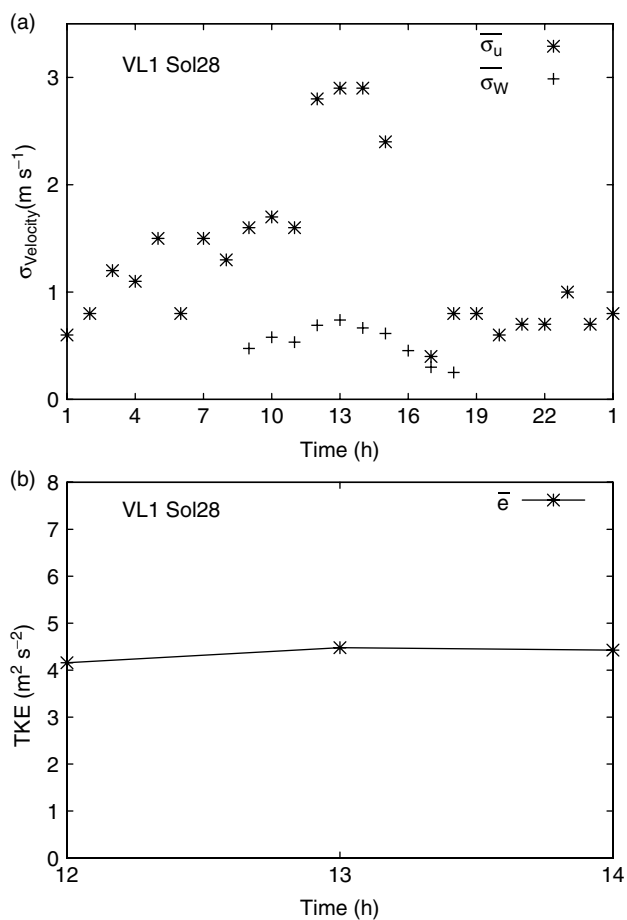 (a)
VL1 Sol28
σu
σW
3
2
1
0
σVelocity(m s−1)
1 4 7 10 13 16 19 22 1
Time (h)
(b)
VL1 Sol28
e
8
7
6
5
4
3
2
1
0
TKE (m2 s−2)
12 13 14
Time (h)